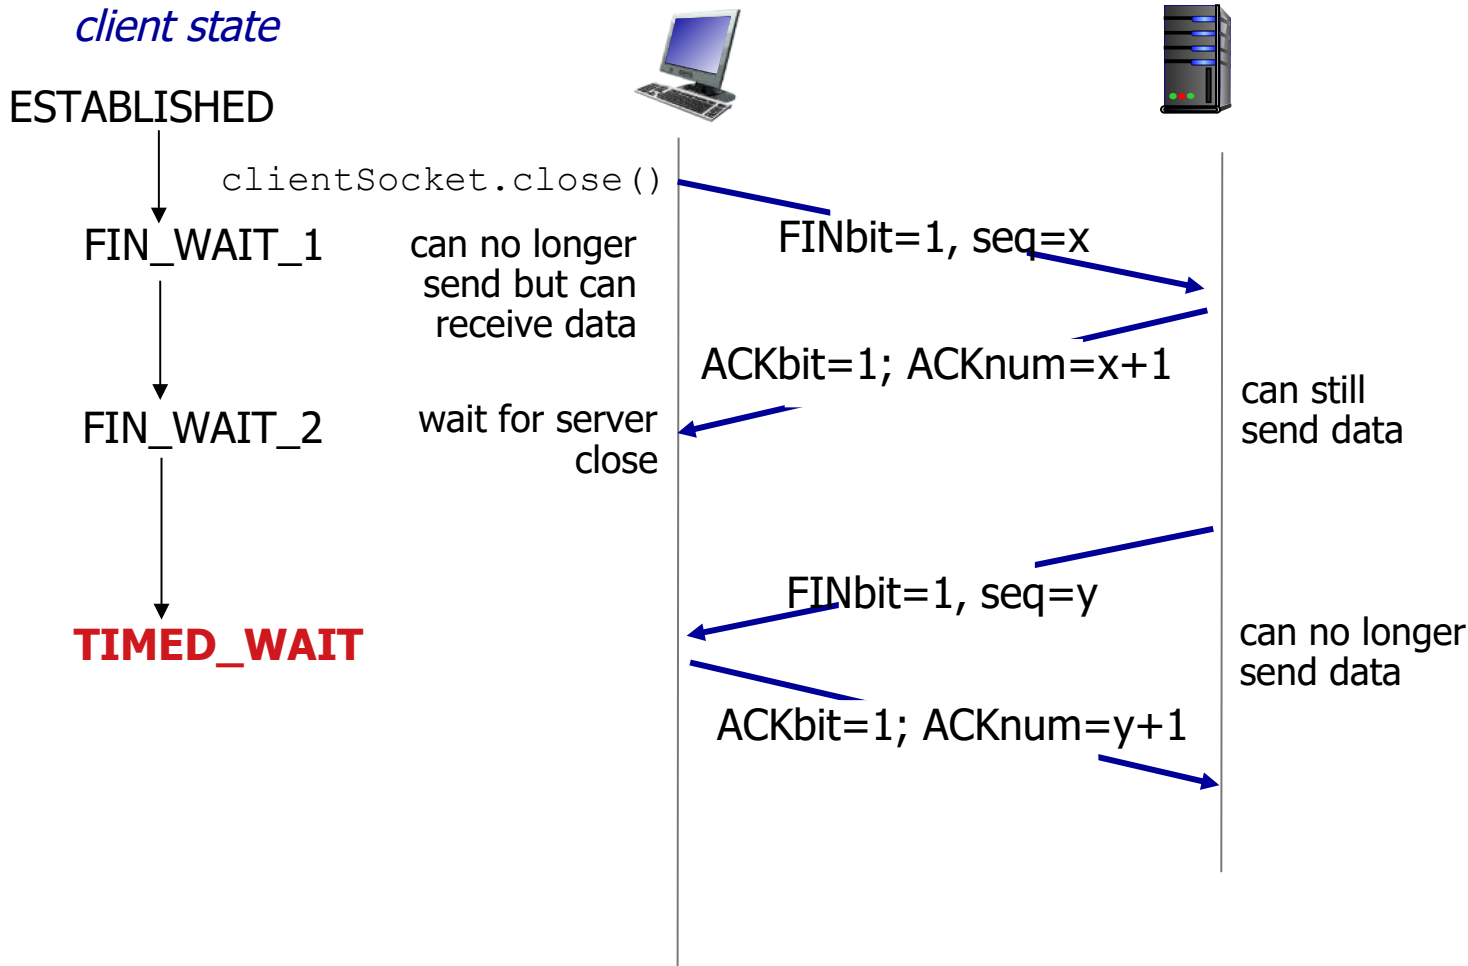 client state
ESTABLISHED
clientSocket.close()
FIN_WAIT_1
can no longer
send but can
receive data
FINbit=1, seq=x
ACKbit=1; ACKnum=x+1
can still
send data
FIN_WAIT_2
wait for server
close
FINbit=1, seq=y
TIMED_WAIT
can no longer
send data
ACKbit=1; ACKnum=y+1